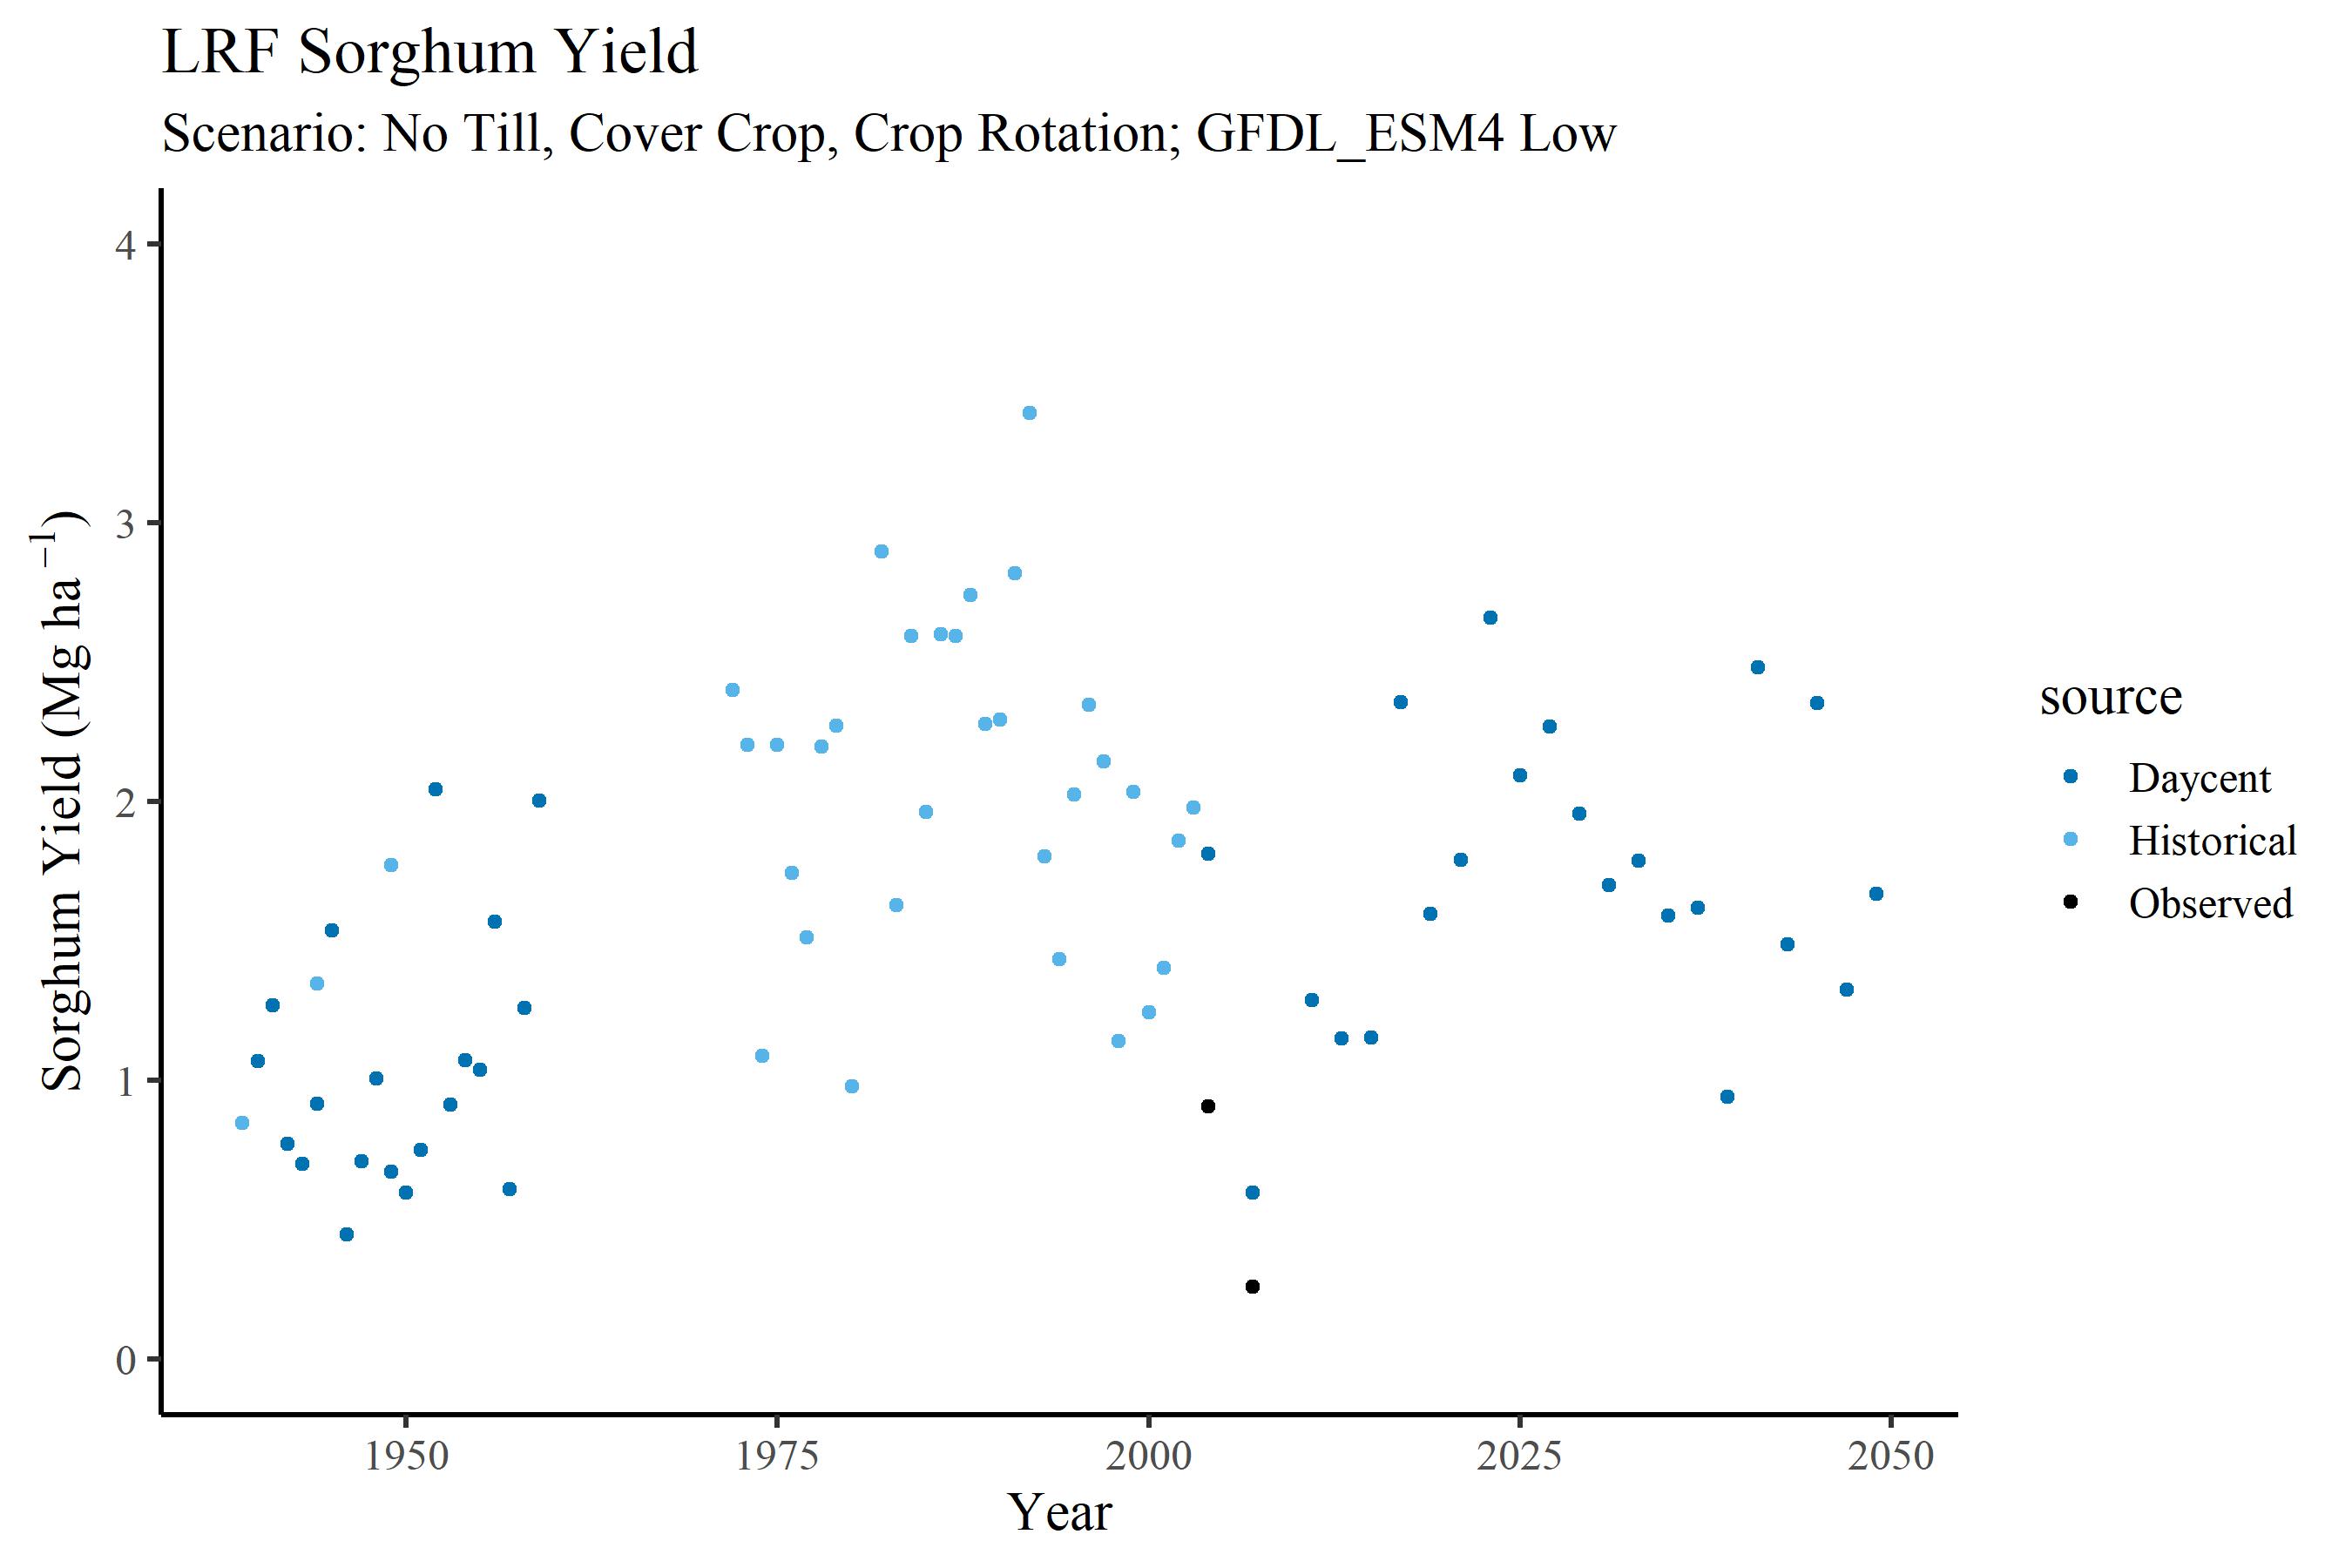 LRF Sorghum Yield
Scenario: No Till, Cover Crop, Crop Rotation; GFDL_ESM4 Low
Sorghum Yield (Mg ha⁻¹)
4
3
2
1
0
1950 1975 2000 2025 2050
Year
source
Daycent
Historical
Observed